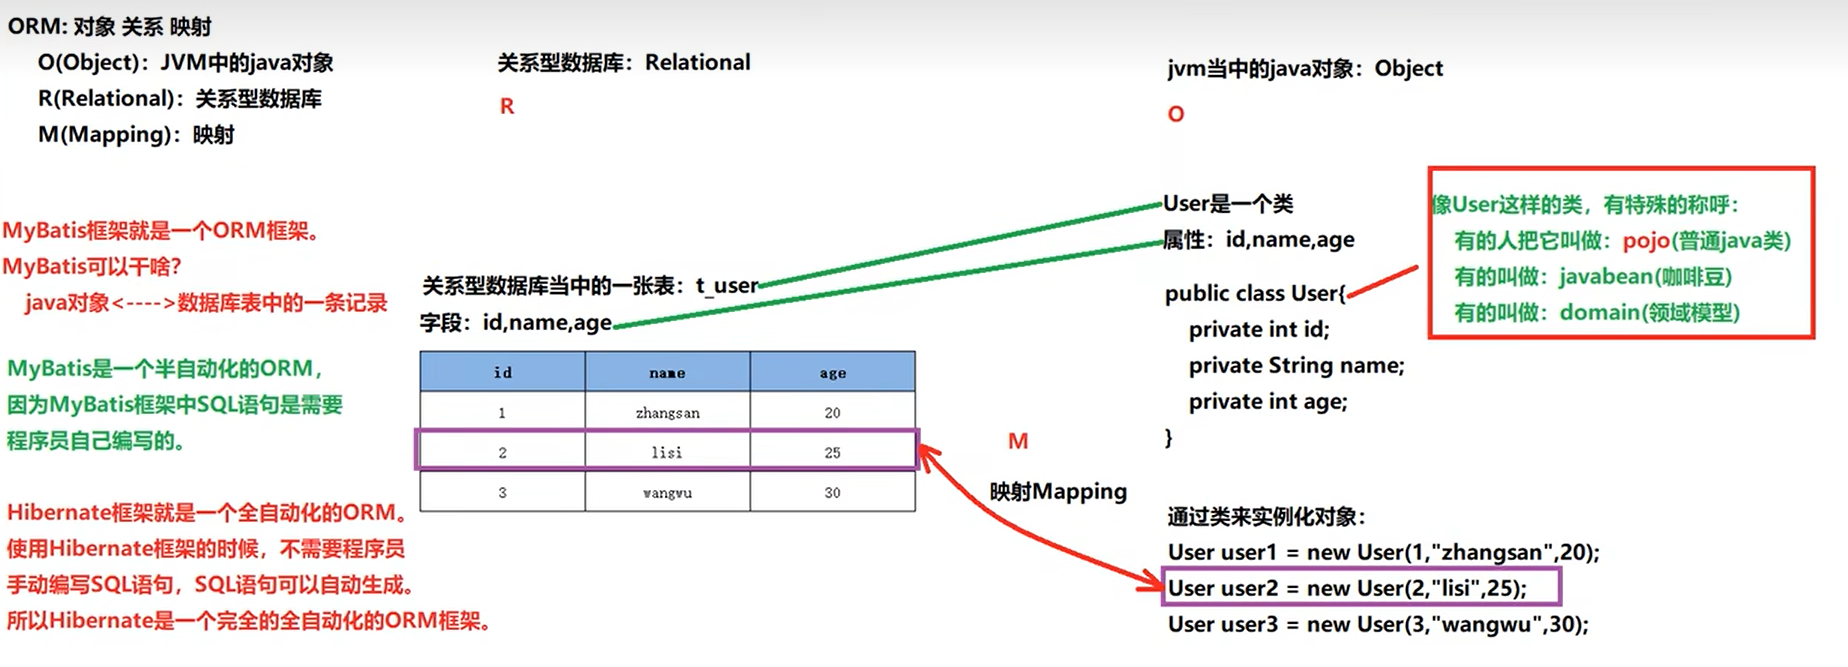 ORM: 对象 关系 映射
O(Object)：JVM中的java对象
R(Relational)：关系型数据库
M(Mapping)：映射
MyBatis框架就是一个ORM框架。
MyBatis可以干啥？
java对象<---->数据库表中的一条记录
MyBatis是一个半自动化的ORM，
因为MyBatis框架中SQL语句是需要
程序员自己编写的。
Hibernate框架就是一个全自动化的ORM。
使用Hibernate框架的时候，不需要程序员
手动编写SQL语句，SQL语句可以自动生成。
所以Hibernate是一个完全的全自动化的ORM框架。
关系型数据库：Relational
R
关系型数据库当中的一张表：t_user
字段：id,name,age
id name age
1 zhangsan 20
2 lisi 25
3 wangwu 30
M
映射Mapping
jvm当中的java对象：Object
O
User是一个类
属性：id,name,age
public class User{
private int id;
private String name;
private int age;
}
像User这样的类，有特殊的称呼：
有的人把它叫做：pojo(普通java类)
有的叫做：javabean(咖啡豆)
有的叫做：domain(领域模型)
通过类来实例化对象：
User user1 = new User(1,"zhangsan",20);
User user2 = new User(2,"lisi",25);
User user3 = new User(3,"wangwu",30);